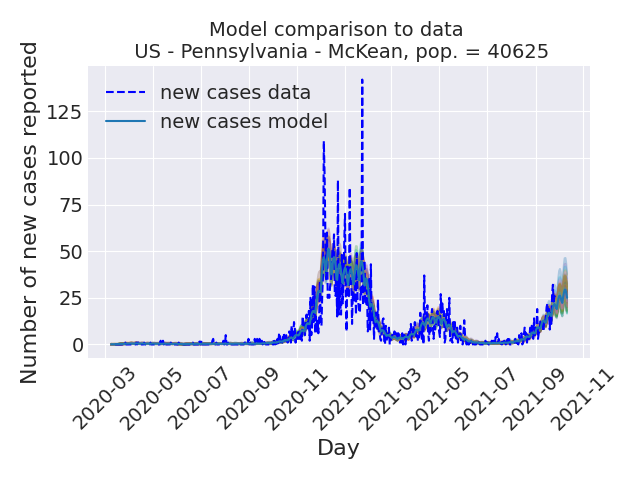 Model comparison to data
US - Pennsylvania - McKean, pop. = 40625
Number of new cases reported
new cases data
new cases model
125
100
75
50
25
0
2020-03
2020-05
2020-07
2020-09
2020-11
2021-01
2021-03
2021-05
2021-07
2021-09
2021-11
Day